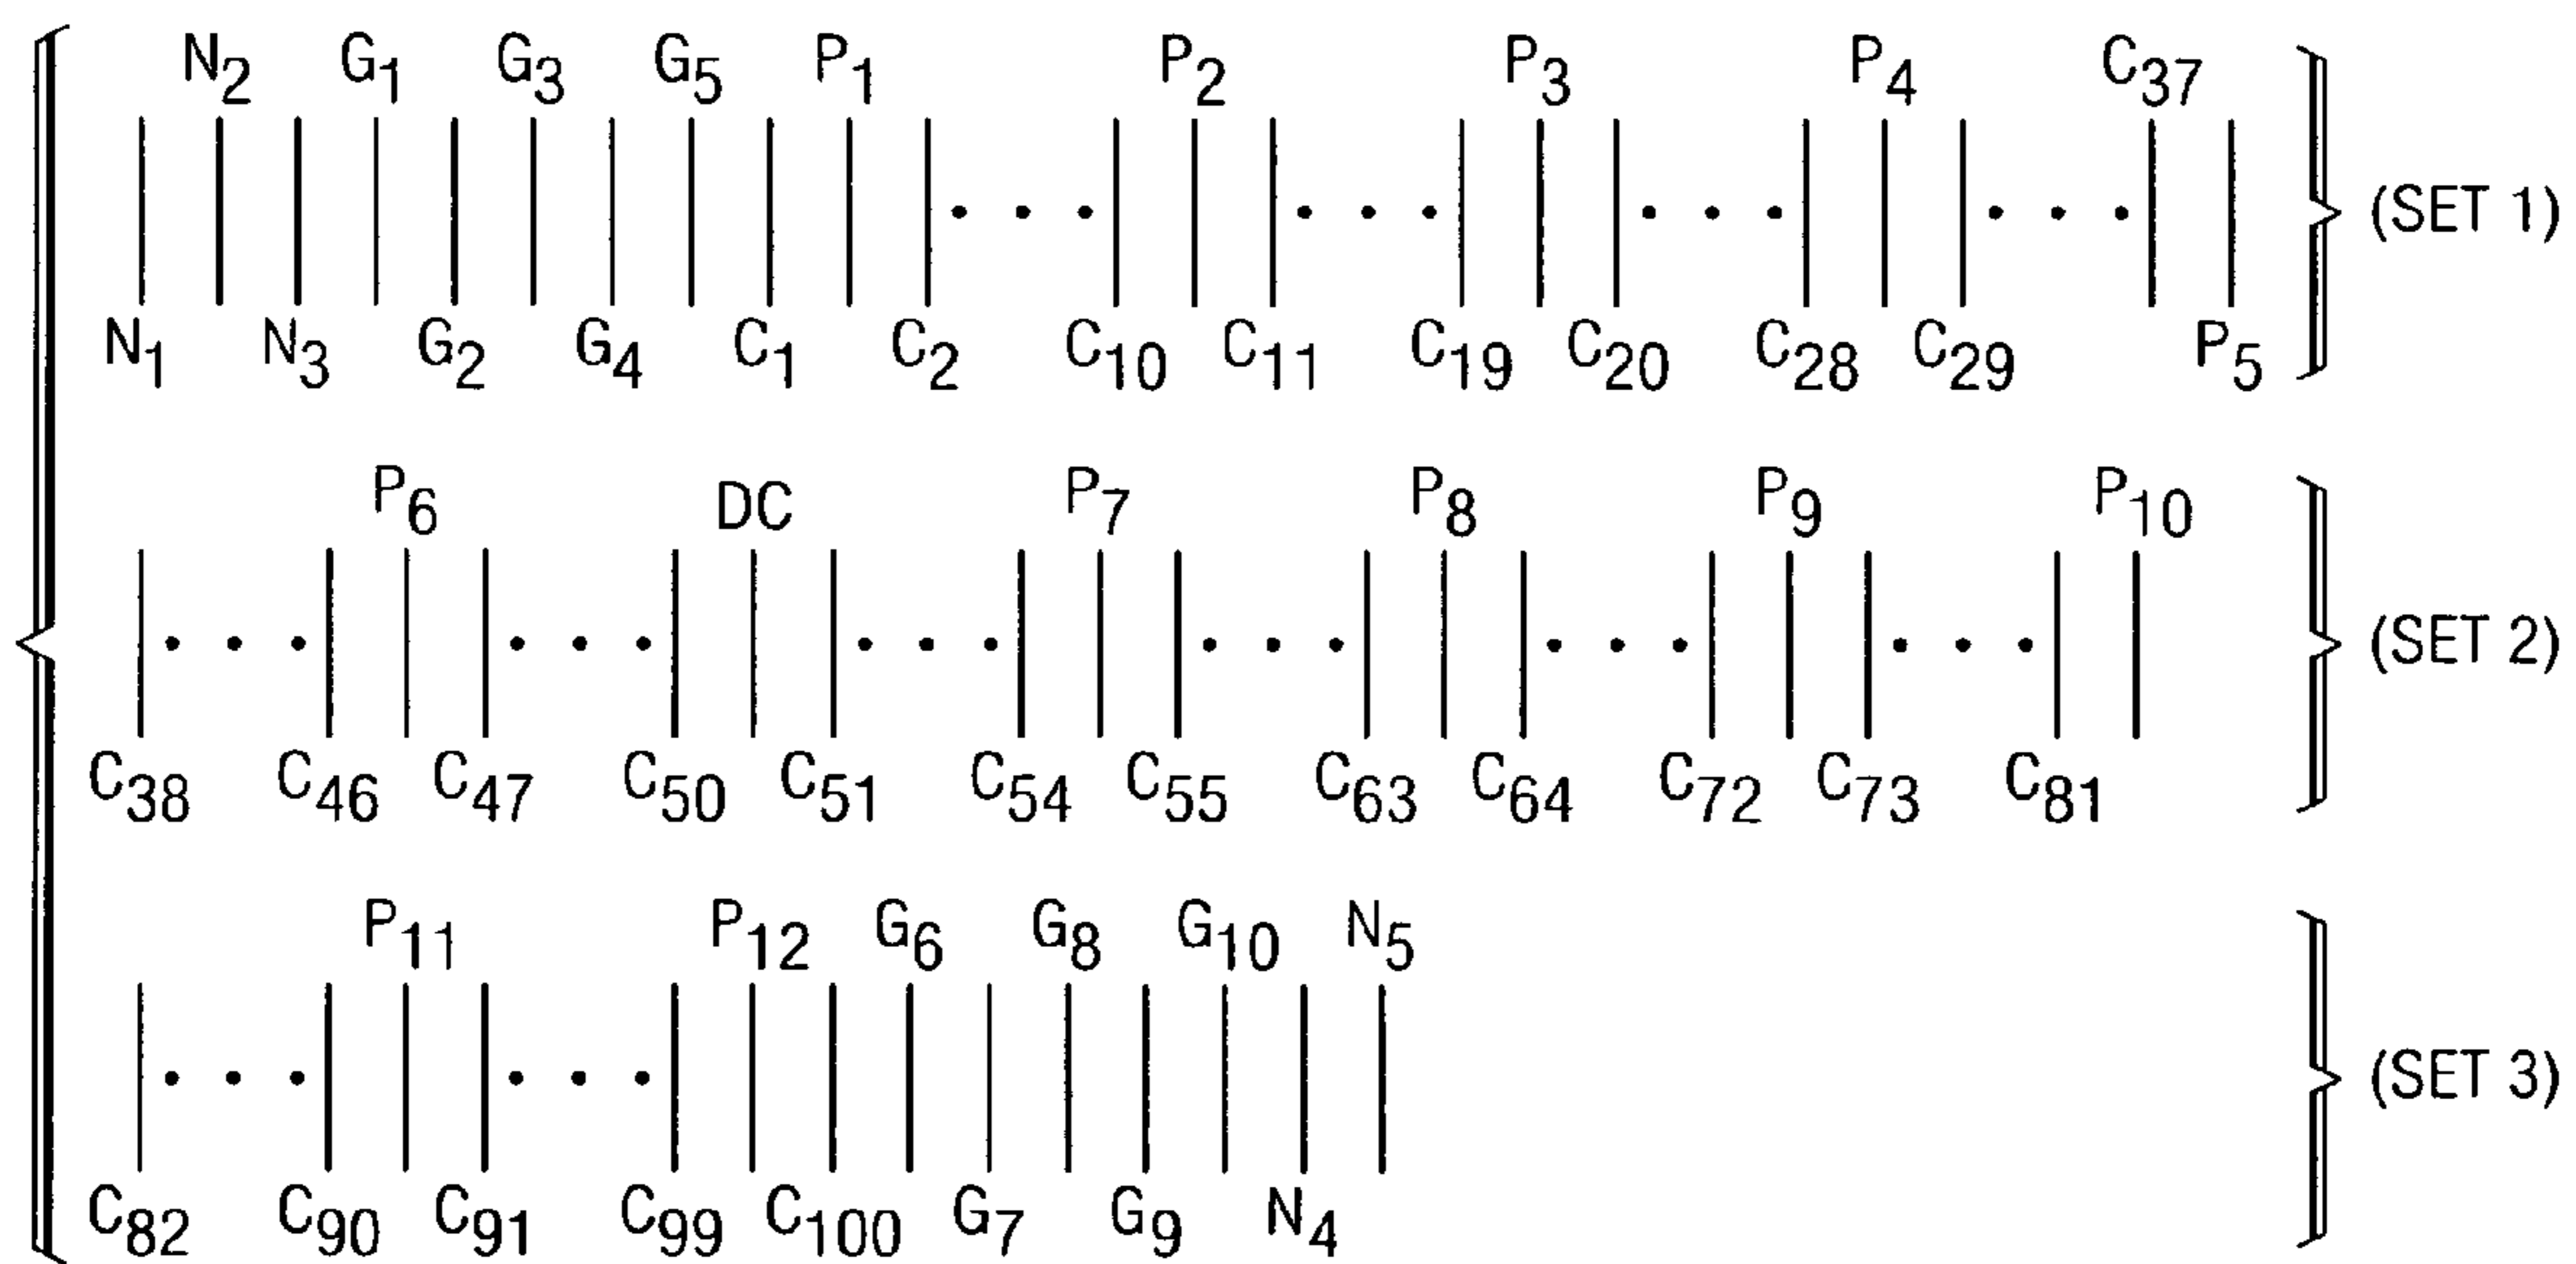 N2 G1 G3 G5 P1 P2 P3 P4 C37
(SET 1)
N1 N3 G2 G4 C1 C2 C10 C11 C19 C20 C28 C29 P5
P6 DC P7 P8 P9 P10
(SET 2)
C38 C46 C47 C50 C51 C54 C55 C63 C64 C72 C73 C81
P11 P12 G6 G8 G10 N5
(SET 3)
C82 C90 C91 C99 C100 G7 G9 N4